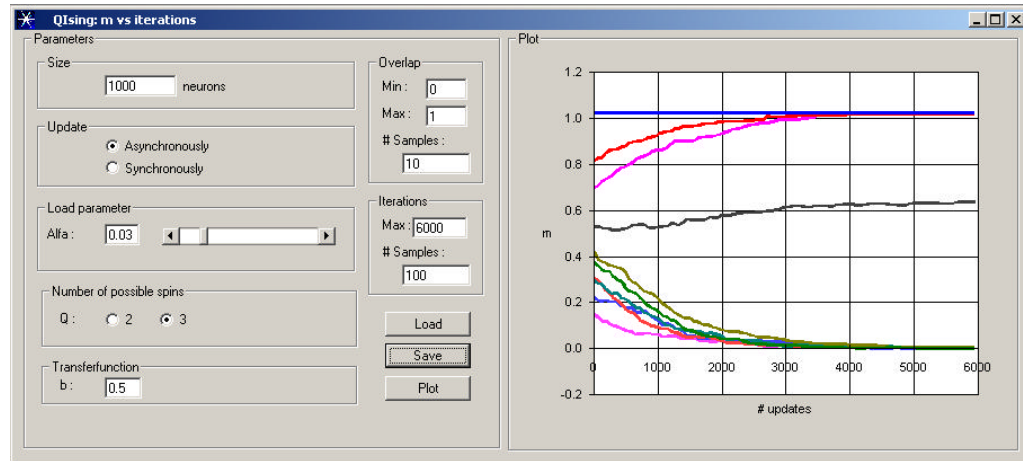 QIsing: m vs iterations
Parameters
Size
1000 neurons
Update
Asynchronously
Synchronously
Load parameter
Alfa : 0.03
Number of possible spins
Q : 2 3
Transferfunction
b : 0.5
Overlap
Min : 0
Max : 1
# Samples :
10
Iterations
Max : 6000
# Samples :
100
Load
Save
Plot
Plot
1.2
1.0
0.8
0.6
m
0.4
0.2
0.0
-0.2
0 1000 2000 3000 4000 5000 6000
# updates